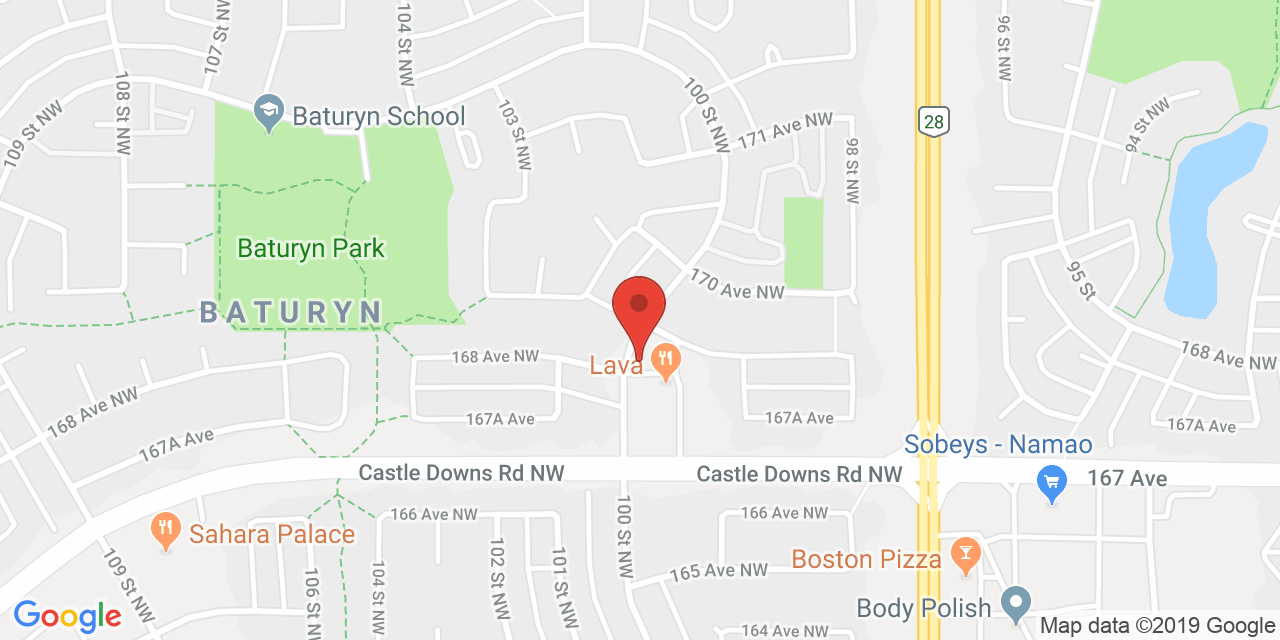 107 St NW
104 St NW
96 St NW
108 St NW
109 St NW
Baturyn School
103 St NW
100 St NW
171 Ave NW
28
98 St NW
94 St NW
Baturyn Park
BATURYN
170 Ave NW
95 St
168 Ave NW
Lava
168 Ave NW
168 Ave NW
167A Ave
167A Ave
167A Ave
167A Ave
Sobeys - Namao
Castle Downs Rd NW
Castle Downs Rd NW
167 Ave
166 Ave NW
100 St NW
166 Ave NW
Sahara Palace
102 St NW
101 St NW
165 Ave NW
Boston Pizza
109 St NW
106 St NW
104 St NW
Body Polish
164 Ave NW
Google
Map data ©2019 Google